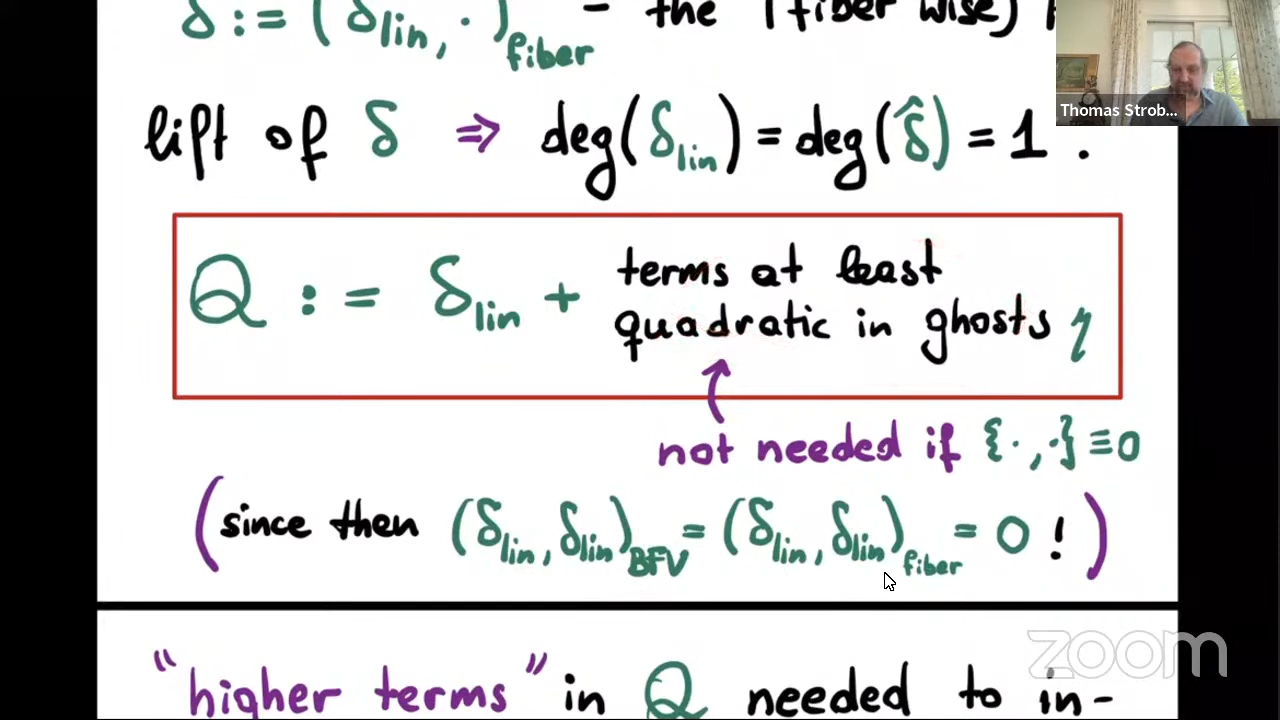 δ := (δ_lin, ·)_fiber – the (fiber wise)
Thomas Strob...
lift of δ ⇒ deg(δ_lin) = deg(δ̂) = 1 .
Q := δ_lin + terms at least
quadratic in ghosts η
not needed if {·,·} ≡ 0
(since then (δ_lin, δ_lin)_BFV = (δ_lin, δ_lin)_fiber = 0 !)
zoom
"higher terms" in Q needed to in-